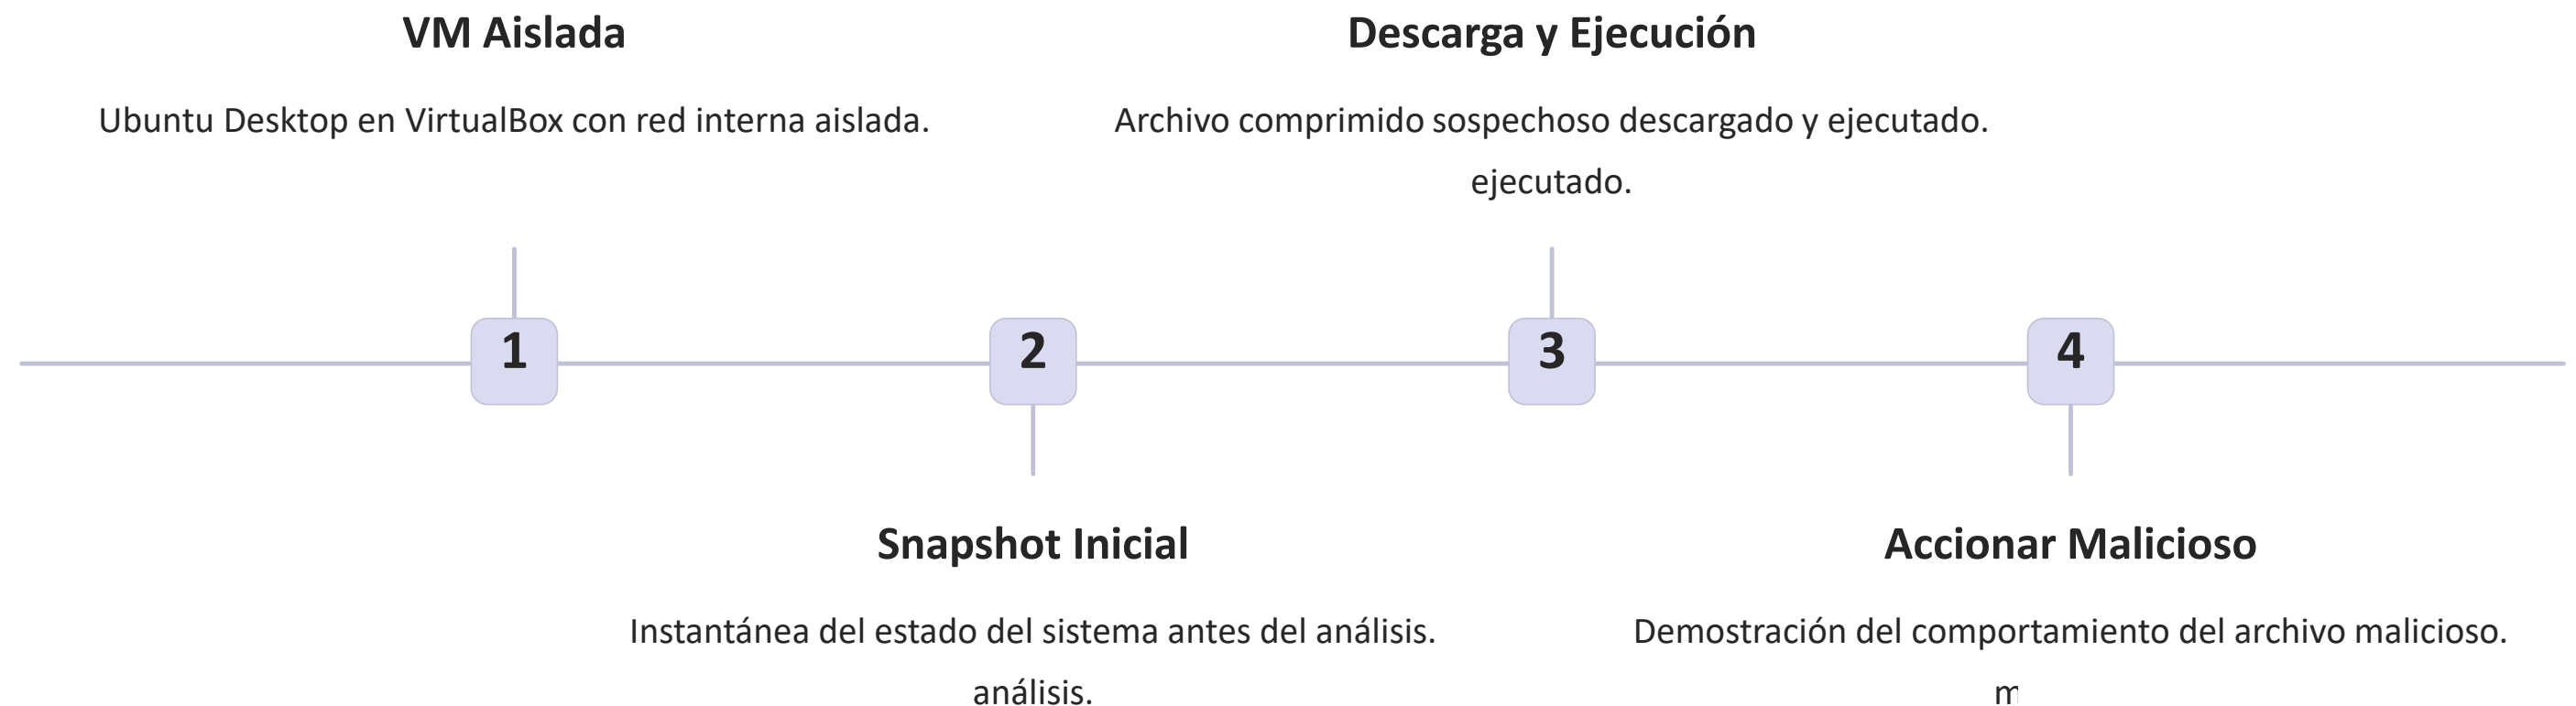 VM Aislada
Ubuntu Desktop en VirtualBox con red interna aislada.
Descarga y Ejecución
Archivo comprimido sospechoso descargado y ejecutado.
ejecutado.
1
2
3
4
Snapshot Inicial
Instantánea del estado del sistema antes del análisis.
análisis.
Accionar Malicioso
Demostración del comportamiento del archivo malicioso.